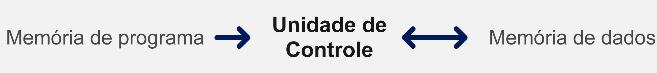 Memória de programa
Unidade de
Controle
Memória de dados